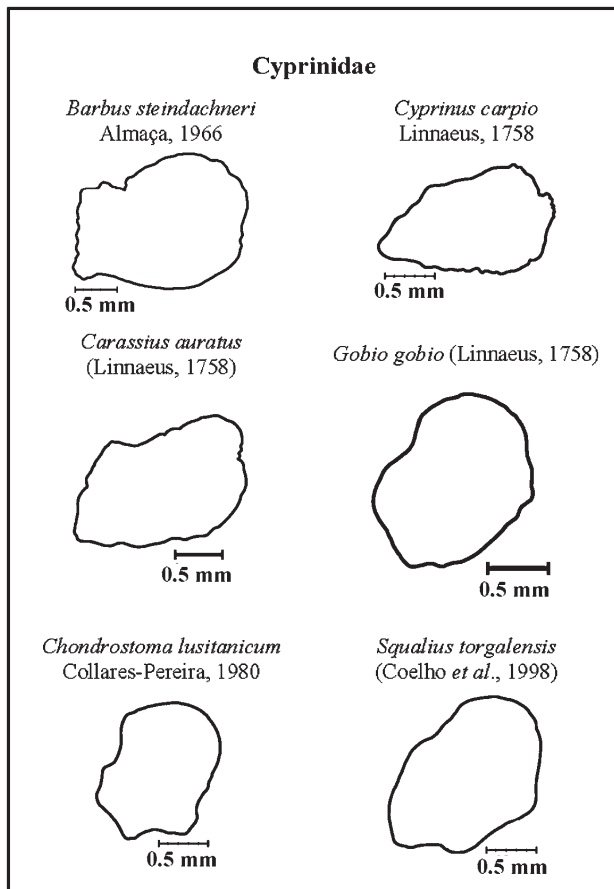 Cyprinidae
Barbus steindachneri
Almaça, 1966
Cyprinus carpio
Linnaeus, 1758
0.5 mm
0.5 mm
Carassius auratus
(Linnaeus, 1758)
Gobio gobio (Linnaeus, 1758)
0.5 mm
0.5 mm
Chondrostoma lusitanicum
Collares-Pereira, 1980
Squalius torgalensis
(Coelho et al., 1998)
0.5 mm
0.5 mm